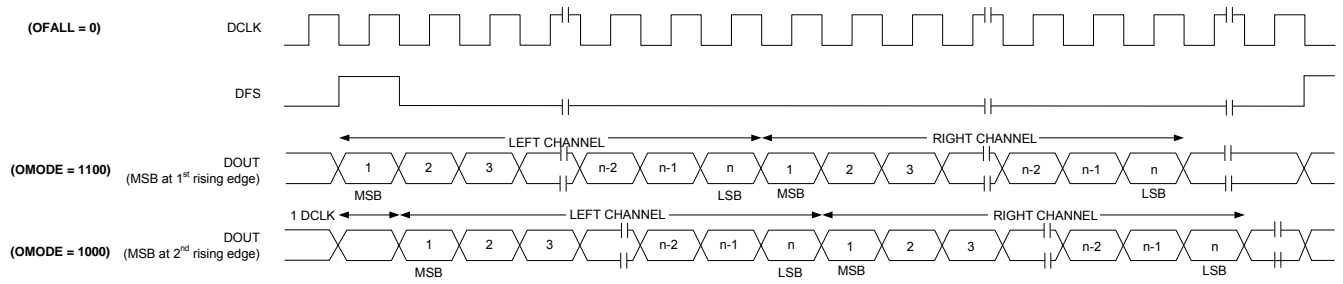 (OFALL = 0) DCLK
DFS
LEFT CHANNEL RIGHT CHANNEL
(OMODE = 1100) DOUT 1 2 3 n-2 n-1 n 1 2 3 n-2 n-1 n
(MSB at 1st rising edge)
MSB LSB MSB LSB
1 DCLK LEFT CHANNEL RIGHT CHANNEL
DOUT
(OMODE = 1000) (MSB at 2nd rising edge) 1 2 3 n-2 n-1 n 1 2 3 n-2 n-1 n
MSB LSB MSB LSB